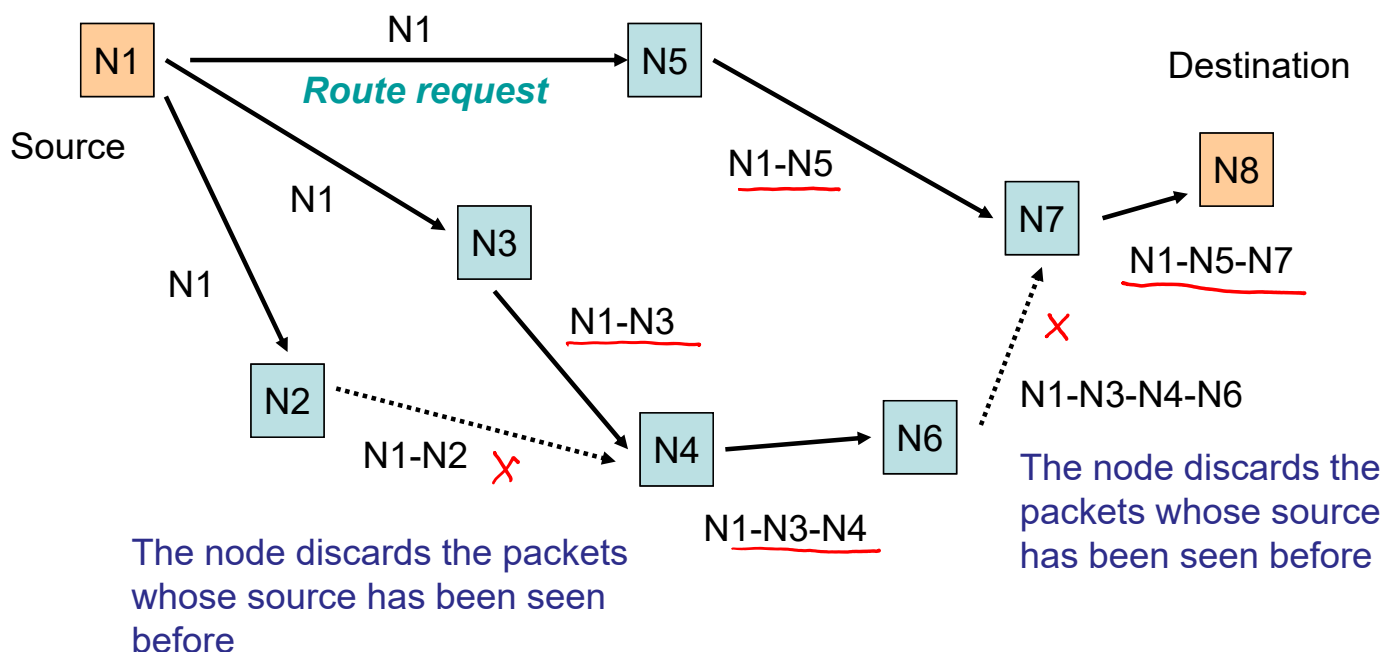 N1
N1
N5
Route request
Destination
Source
N1-N5
N8
N1
N7
N3
N1-N5-N7
N1
N1-N3
X
N2
N1-N3-N4-N6
N4
N6
N1-N2
X
The node discards the
packets whose source
has been seen before
N1-N3-N4
The node discards the packets
whose source has been seen
before